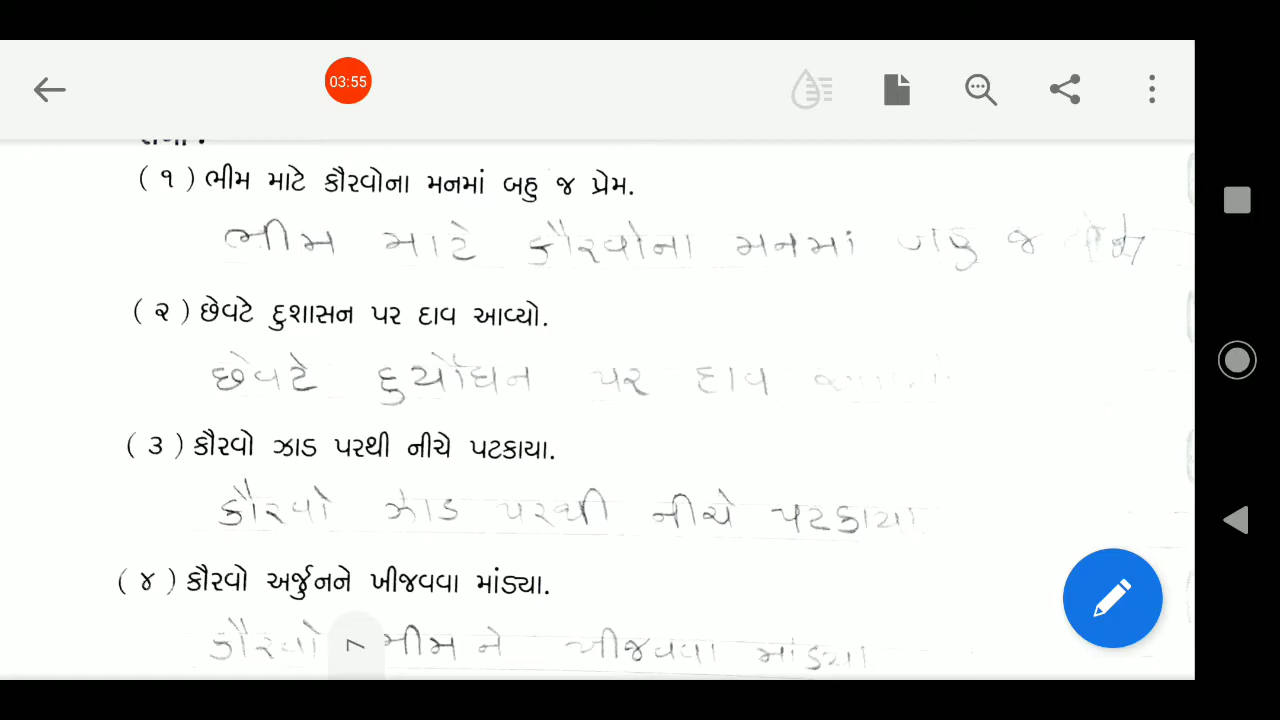 03:55
(૧) ભીમ માટે કૌરવોના મનમાં બહુ જ પ્રેમ.
ભીમ માટે કૌરવોના મનમાં બહુ જ
(૨) છેવટે દુશાસન પર દાવ આવ્યો.
છેવટે દુર્યોધન પર દાવ
(૩) કૌરવો ઝાડ પરથી નીચે પટકાયા.
કૌરવો ઝાડ પરથી નીચે પટકાયા
(૪) કૌરવો અર્જુનને ખીજવવા માંડ્યા.
કૌરવો ભીમ ને ખીજવવા માંડ્યા